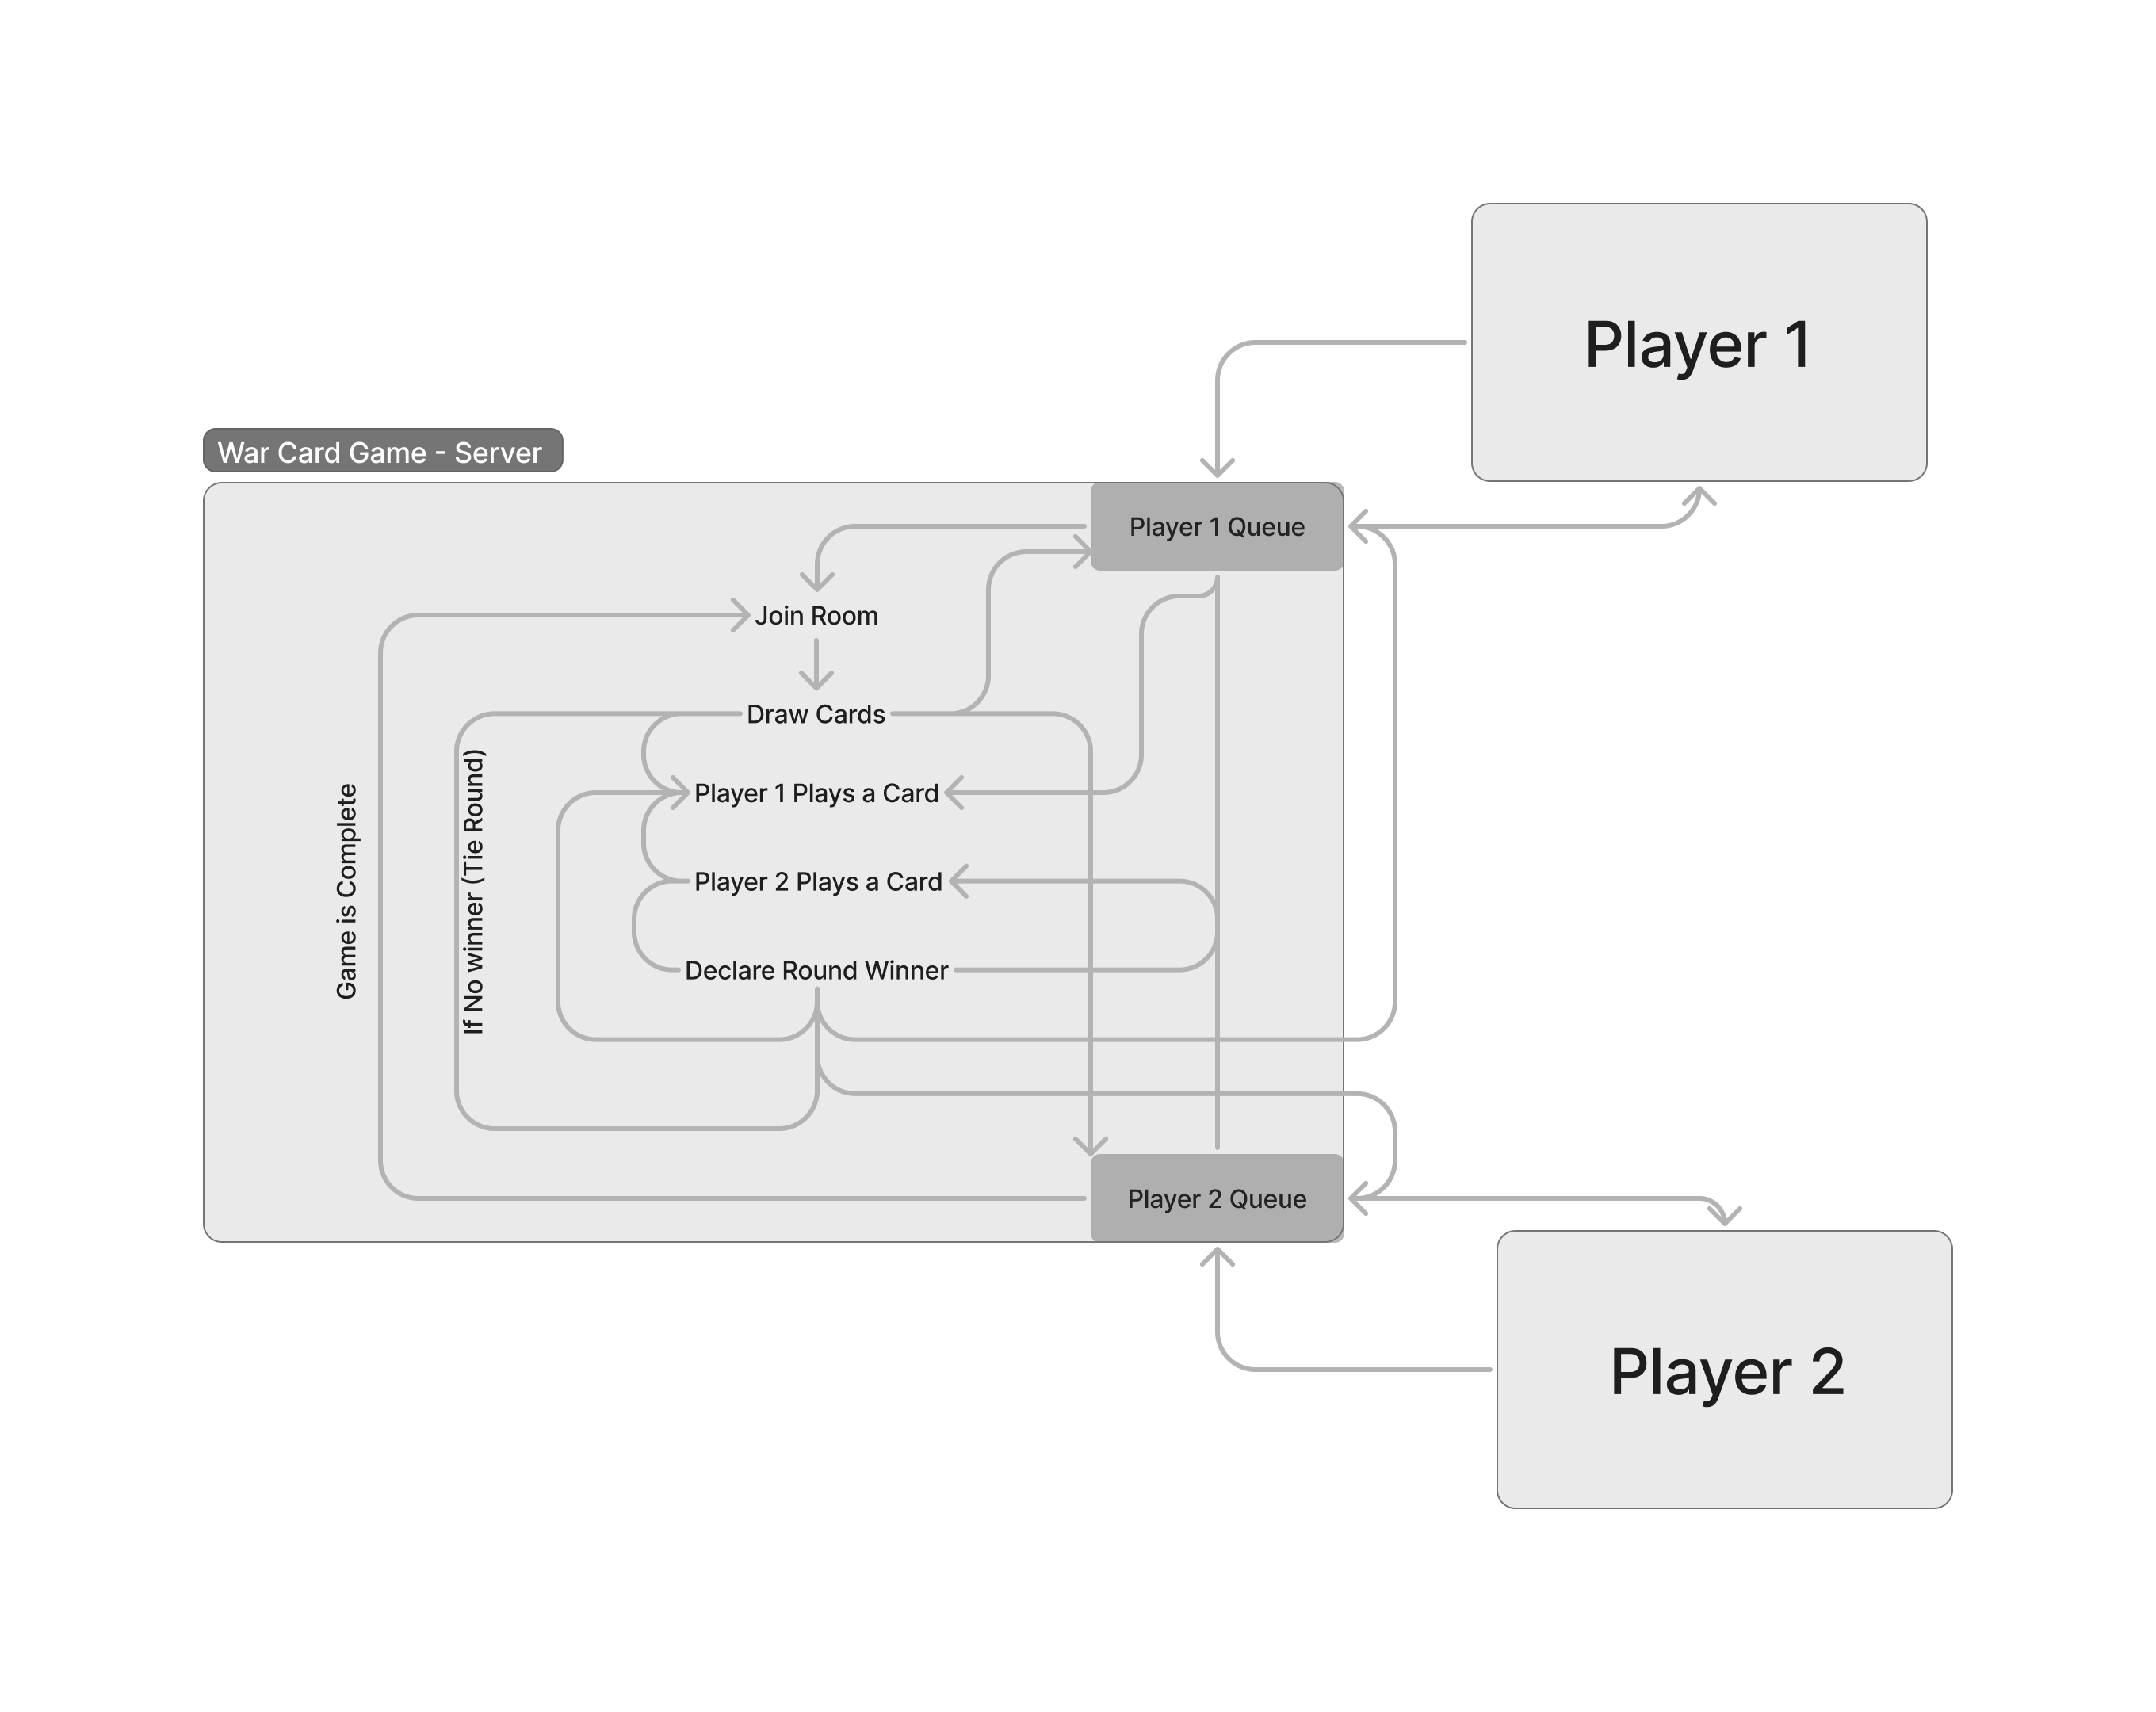 Player 1
War Card Game - Server
Player 1 Queue
Join Room
Draw Cards
Player 1 Plays a Card
Player 2 Plays a Card
Declare Round Winner
If No winner (Tie Round)
Game is Complete
Player 2 Queue
Player 2